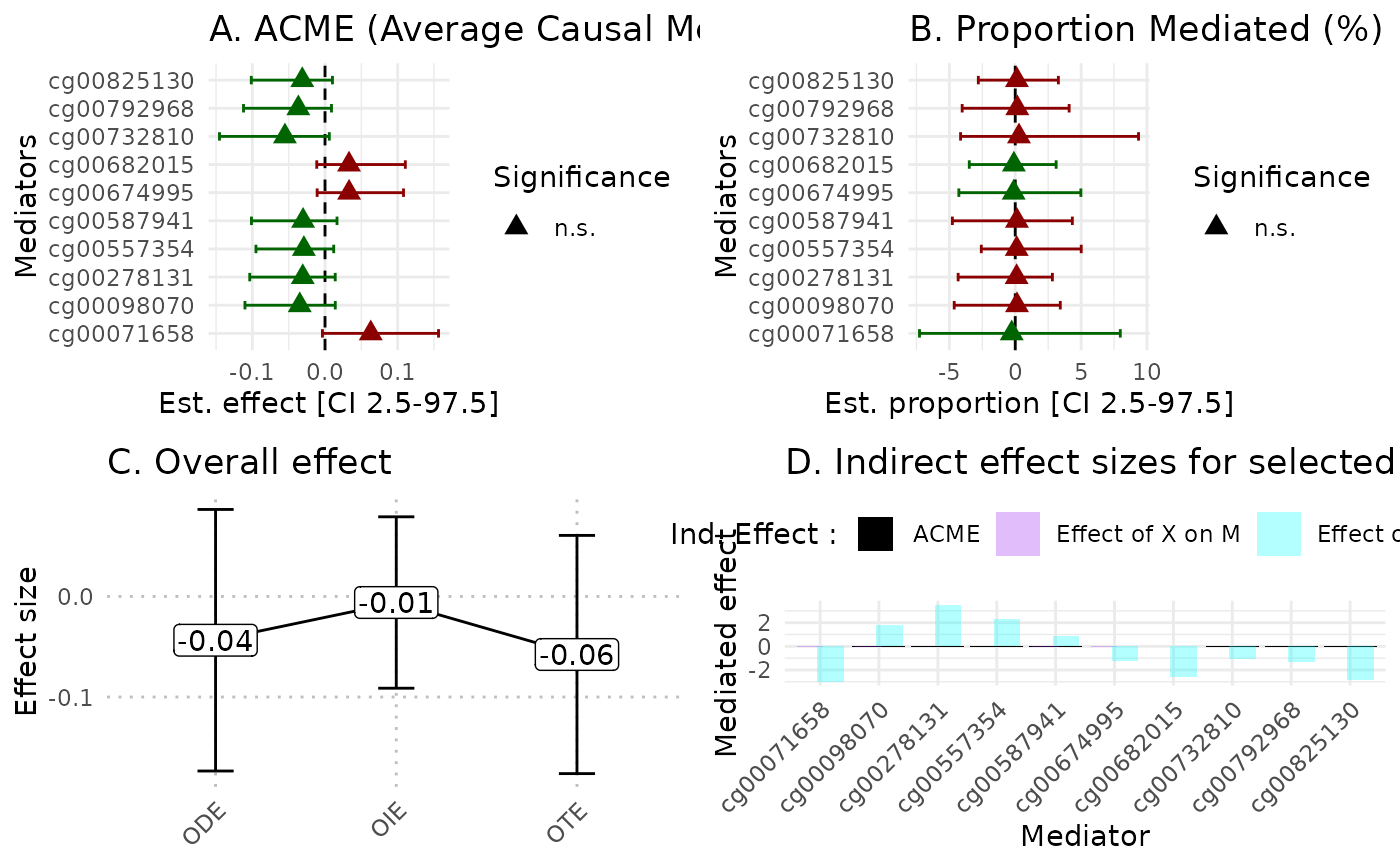 A. ACME (Average Causal Me
Mediators
cg00825130
cg00792968
cg00732810
cg00682015
cg00674995
cg00587941
cg00557354
cg00278131
cg00098070
cg00071658
-0.1 0.0 0.1
Est. effect [CI 2.5-97.5]
Significance
n.s.
B. Proportion Mediated (%)
Mediators
cg00825130
cg00792968
cg00732810
cg00682015
cg00674995
cg00587941
cg00557354
cg00278131
cg00098070
cg00071658
-5 0 5 10
Est. proportion [CI 2.5-97.5]
Significance
n.s.
C. Overall effect
Effect size
0.0
-0.1
-0.04
-0.01
-0.06
ODE
OIE
OTE
D. Indirect effect sizes for selected
Ind. Effect : ACME Effect of X on M Effect o
Mediated effect
2
0
-2
cg00071658
cg00098070
cg00278131
cg00557354
cg00587941
cg00674995
cg00682015
cg00732810
cg00792968
cg00825130
Mediator